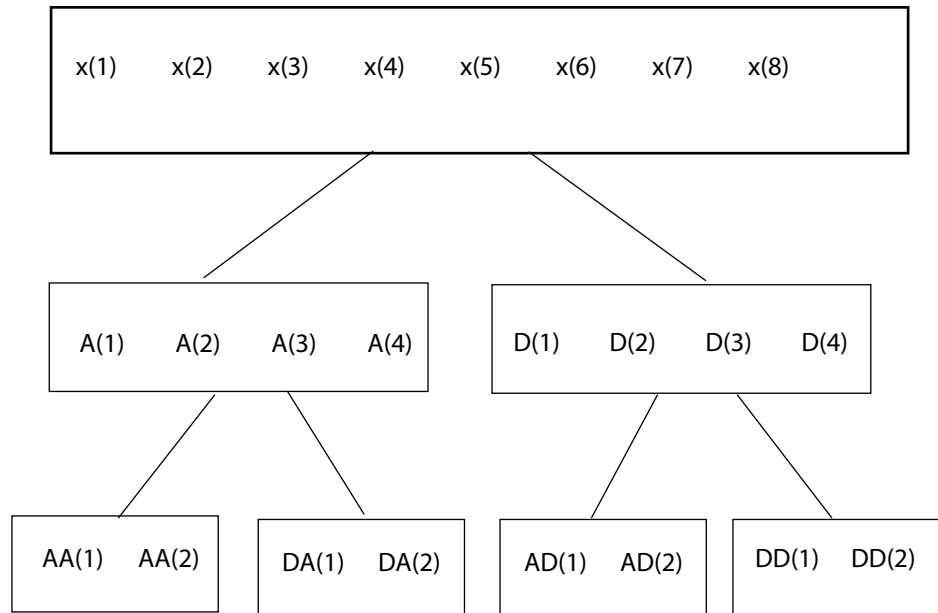 x(1) x(2) x(3) x(4) x(5) x(6) x(7) x(8)
A(1) A(2) A(3) A(4) D(1) D(2) D(3) D(4)
AA(1) AA(2) DA(1) DA(2) AD(1) AD(2) DD(1) DD(2)